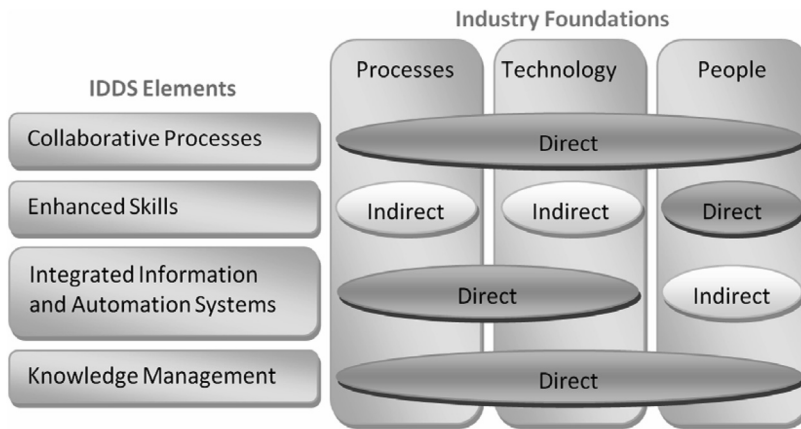 Industry Foundations
IDDS Elements
Processes
Technology
People
Collaborative Processes
Direct
Enhanced Skills
Indirect
Indirect
Direct
Integrated Information
and Automation Systems
Direct
Indirect
Knowledge Management
Direct